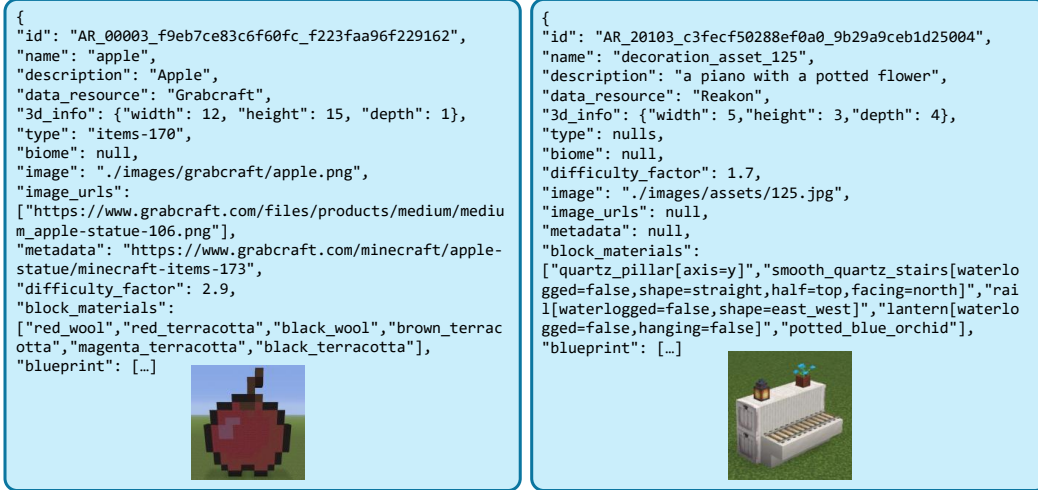 {
"id": "AR_00003_f9eb7ce83c6f60fc_f223faa96f229162",
"name": "apple",
"description": "Apple",
"data_resource": "Grabcraft",
"3d_info": {"width": 12, "height": 15, "depth": 1},
"type": "items-170",
"biome": null,
"image": "./images/grabcraft/apple.png",
"image_urls":
["https://www.grabcraft.com/files/products/medium/mediu
m_apple-statue-106.png"],
"metadata": "https://www.grabcraft.com/minecraft/apple-
statue/minecraft-items-173",
"difficulty_factor": 2.9,
"block_materials":
["red_wool","red_terracotta","black_wool","brown_terrac
otta","magenta_terracotta","black_terracotta"],
"blueprint": […]
{
"id": "AR_20103_c3fecf50288ef0a0_9b29a9ceb1d25004",
"name": "decoration_asset_125",
"description": "a piano with a potted flower",
"data_resource": "Reakon",
"3d_info": {"width": 5,"height": 3,"depth": 4},
"type": nulls,
"biome": null,
"difficulty_factor": 1.7,
"image": "./images/assets/125.jpg",
"image_urls": null,
"metadata": null,
"block_materials":
["quartz_pillar[axis=y]","smooth_quartz_stairs[waterlo
gged=false,shape=straight,half=top,facing=north]","rai
l[waterlogged=false,shape=east_west]","lantern[waterlo
gged=false,hanging=false]","potted_blue_orchid"],
"blueprint": […]